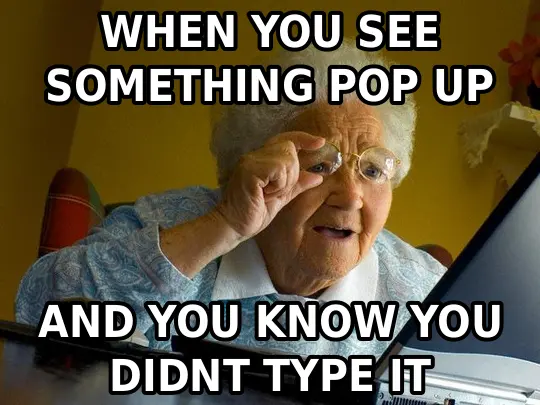 WHEN YOU SEE
SOMETHING POP UP
AND YOU KNOW YOU
DIDNT TYPE IT